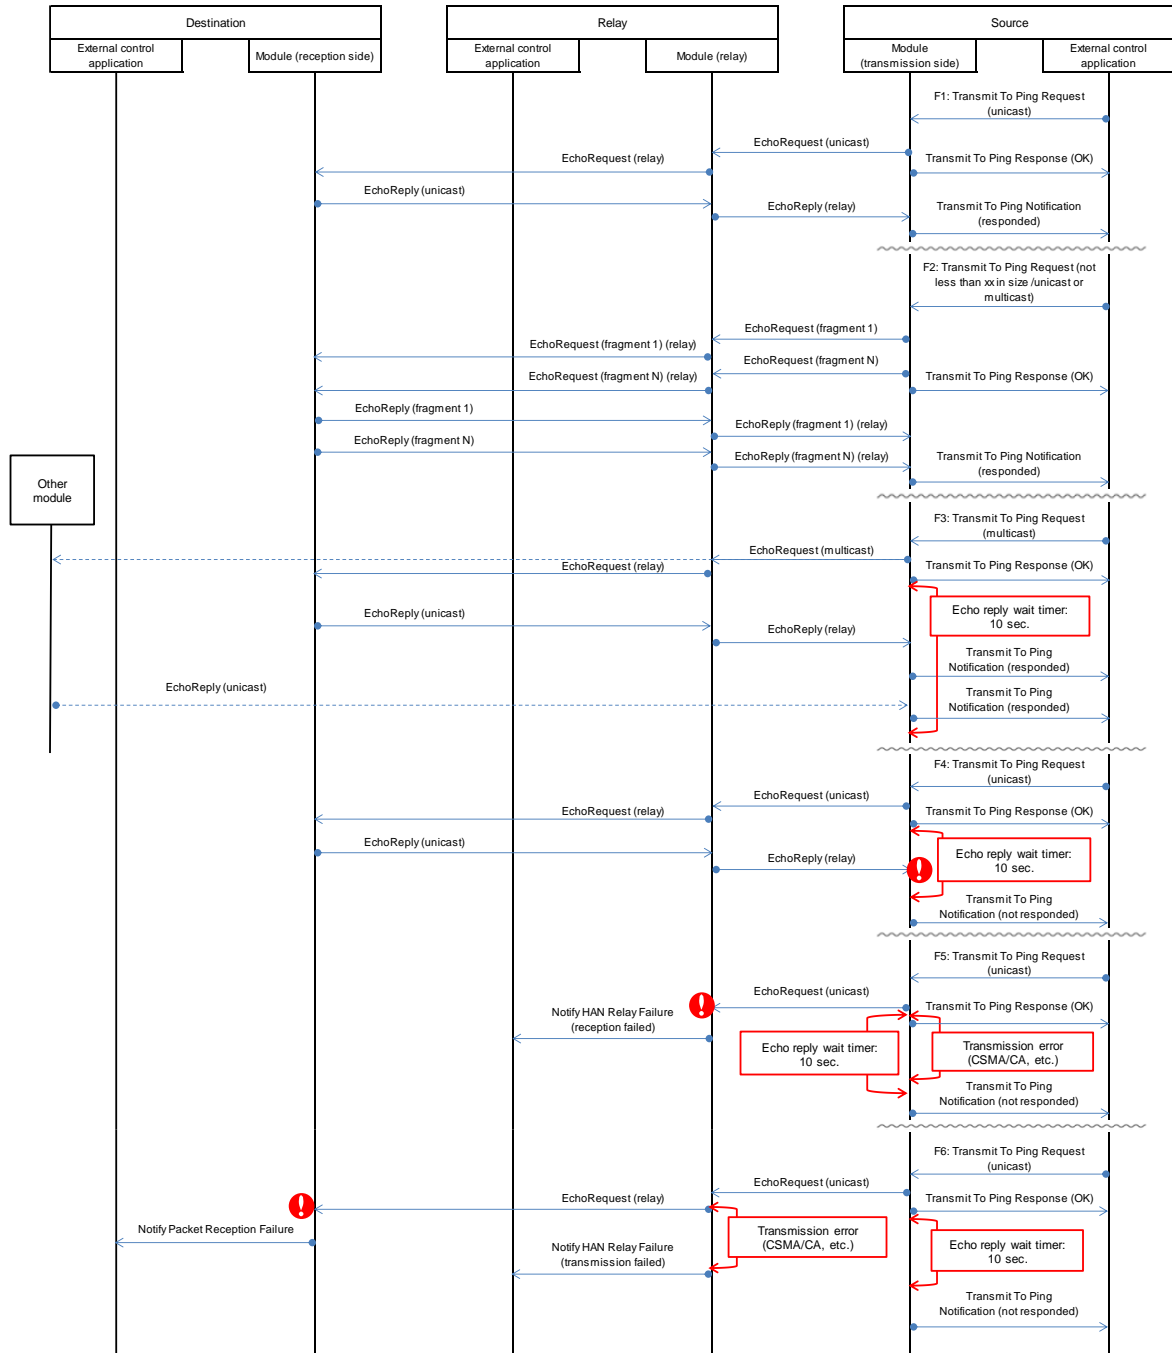 Destination
Relay
Source
External control
application
Module (reception side)
External control
application
Module (relay)
Module
(transmission side)
External control
application
F1: Transmit To Ping Request
(unicast)
EchoRequest (unicast)
EchoRequest (relay)
Transmit To Ping Response (OK)
EchoReply (unicast)
EchoReply (relay)
Transmit To Ping Notification
(responded)
F2: Transmit To Ping Request (not
less than xx in size /unicast or
multicast)
EchoRequest (fragment 1)
EchoRequest (fragment 1) (relay)
EchoRequest (fragment N)
EchoRequest (fragment N) (relay)
Transmit To Ping Response (OK)
EchoReply (fragment 1)
EchoReply (fragment 1) (relay)
EchoReply (fragment N)
EchoReply (fragment N) (relay)
Transmit To Ping Notification
(responded)
Other
module
F3: Transmit To Ping Request
(multicast)
EchoRequest (multicast)
EchoRequest (relay)
Transmit To Ping Response (OK)
Echo reply wait timer:
10 sec.
EchoReply (unicast)
EchoReply (relay)
Transmit To Ping
Notification (responded)
EchoReply (unicast)
Transmit To Ping
Notification (responded)
F4: Transmit To Ping Request
(unicast)
EchoRequest (unicast)
EchoRequest (relay)
Transmit To Ping Response (OK)
EchoReply (unicast)
EchoReply (relay)
Echo reply wait timer:
10 sec.
Transmit To Ping
Notification (not responded)
F5: Transmit To Ping Request
(unicast)
EchoRequest (unicast)
Transmit To Ping Response (OK)
Notify HAN Relay Failure
(reception failed)
Echo reply wait timer:
10 sec.
Transmission error
(CSMA/CA, etc.)
Transmit To Ping
Notification (not responded)
F6: Transmit To Ping Request
(unicast)
EchoRequest (unicast)
EchoRequest (relay)
Transmit To Ping Response (OK)
Notify Packet Reception Failure
Transmission error
(CSMA/CA, etc.)
Notify HAN Relay Failure
(transmission failed)
Echo reply wait timer:
10 sec.
Transmit To Ping
Notification (not responded)